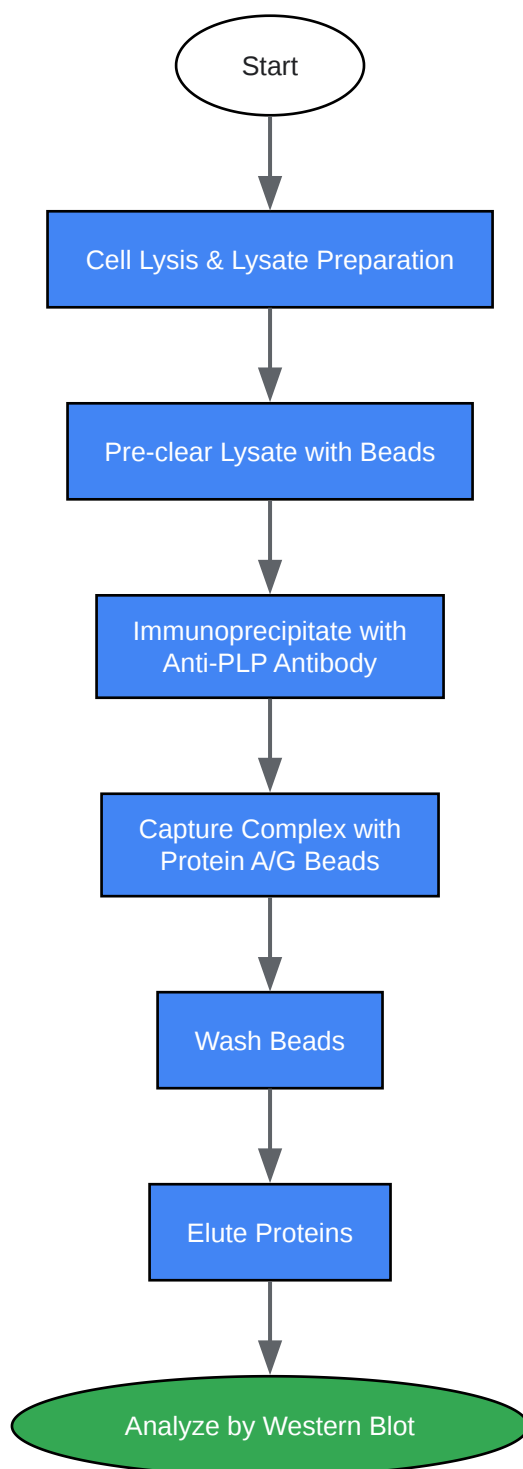 Start
Cell Lysis & Lysate Preparation
Pre-clear Lysate with Beads
Immunoprecipitate with
Anti-PLP Antibody
Capture Complex with
Protein A/G Beads
Wash Beads
Elute Proteins
Analyze by Western Blot